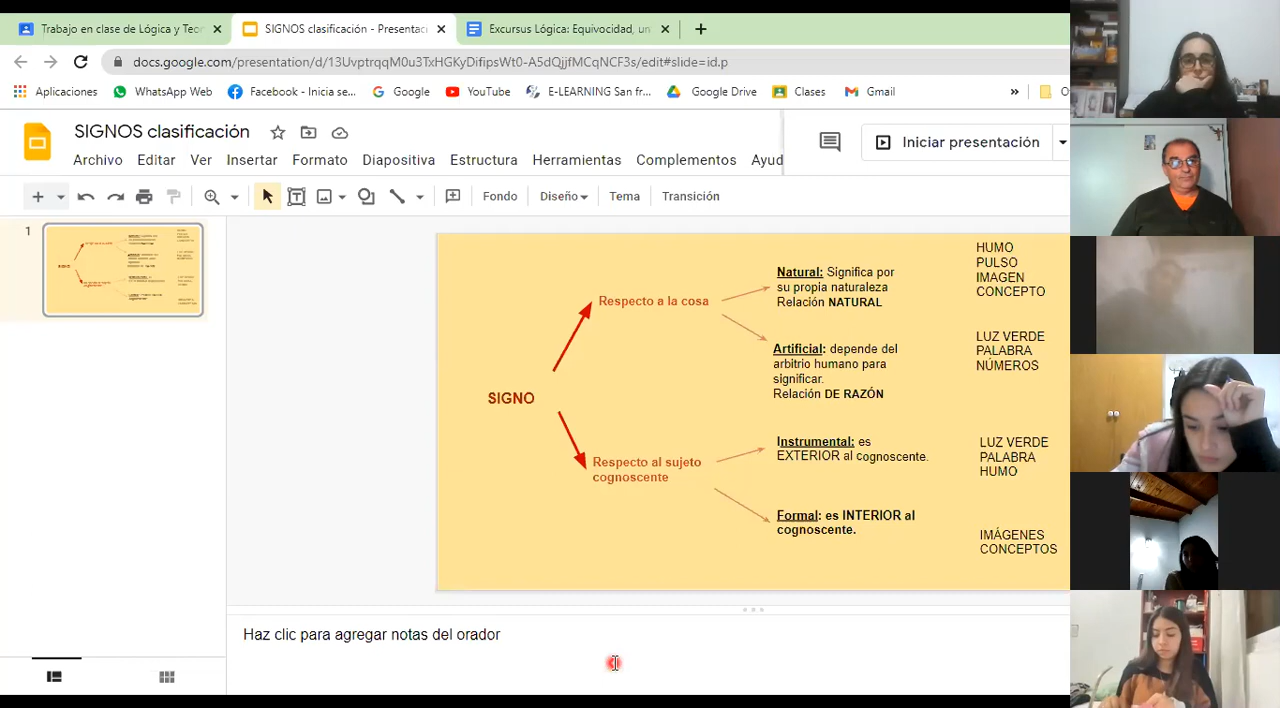 Trabajo en clase de Lógica y Teor
SIGNOS clasificación - Presentac
Excursus Lógica: Equivocidad, un
docs.google.com/presentation/d/
edit#slide=id.p
Aplicaciones
WhatsApp Web
Facebook - Inicia se...
Google
YouTube
E-LEARNING San fr...
Google Drive
Clases
Gmail
»
SIGNOS clasificación
Iniciar presentación
Archivo Editar Ver Insertar Formato Diapositiva Estructura Herramientas Complementos Ayud
Fondo Diseño Tema Transición
1
SIGNO
Respecto a la cosa
Natural: Significa por
su propia naturaleza
Relación NATURAL
HUMO
PULSO
IMAGEN
CONCEPTO
Artificial: depende del
arbitrio humano para
significar.
Relación DE RAZÓN
LUZ VERDE
PALABRA
NÚMEROS
Respecto al sujeto
cognoscente
Instrumental: es
EXTERIOR al cognoscente.
LUZ VERDE
PALABRA
HUMO
Formal: es INTERIOR al
cognoscente.
IMÁGENES
CONCEPTOS
Haz clic para agregar notas del orador